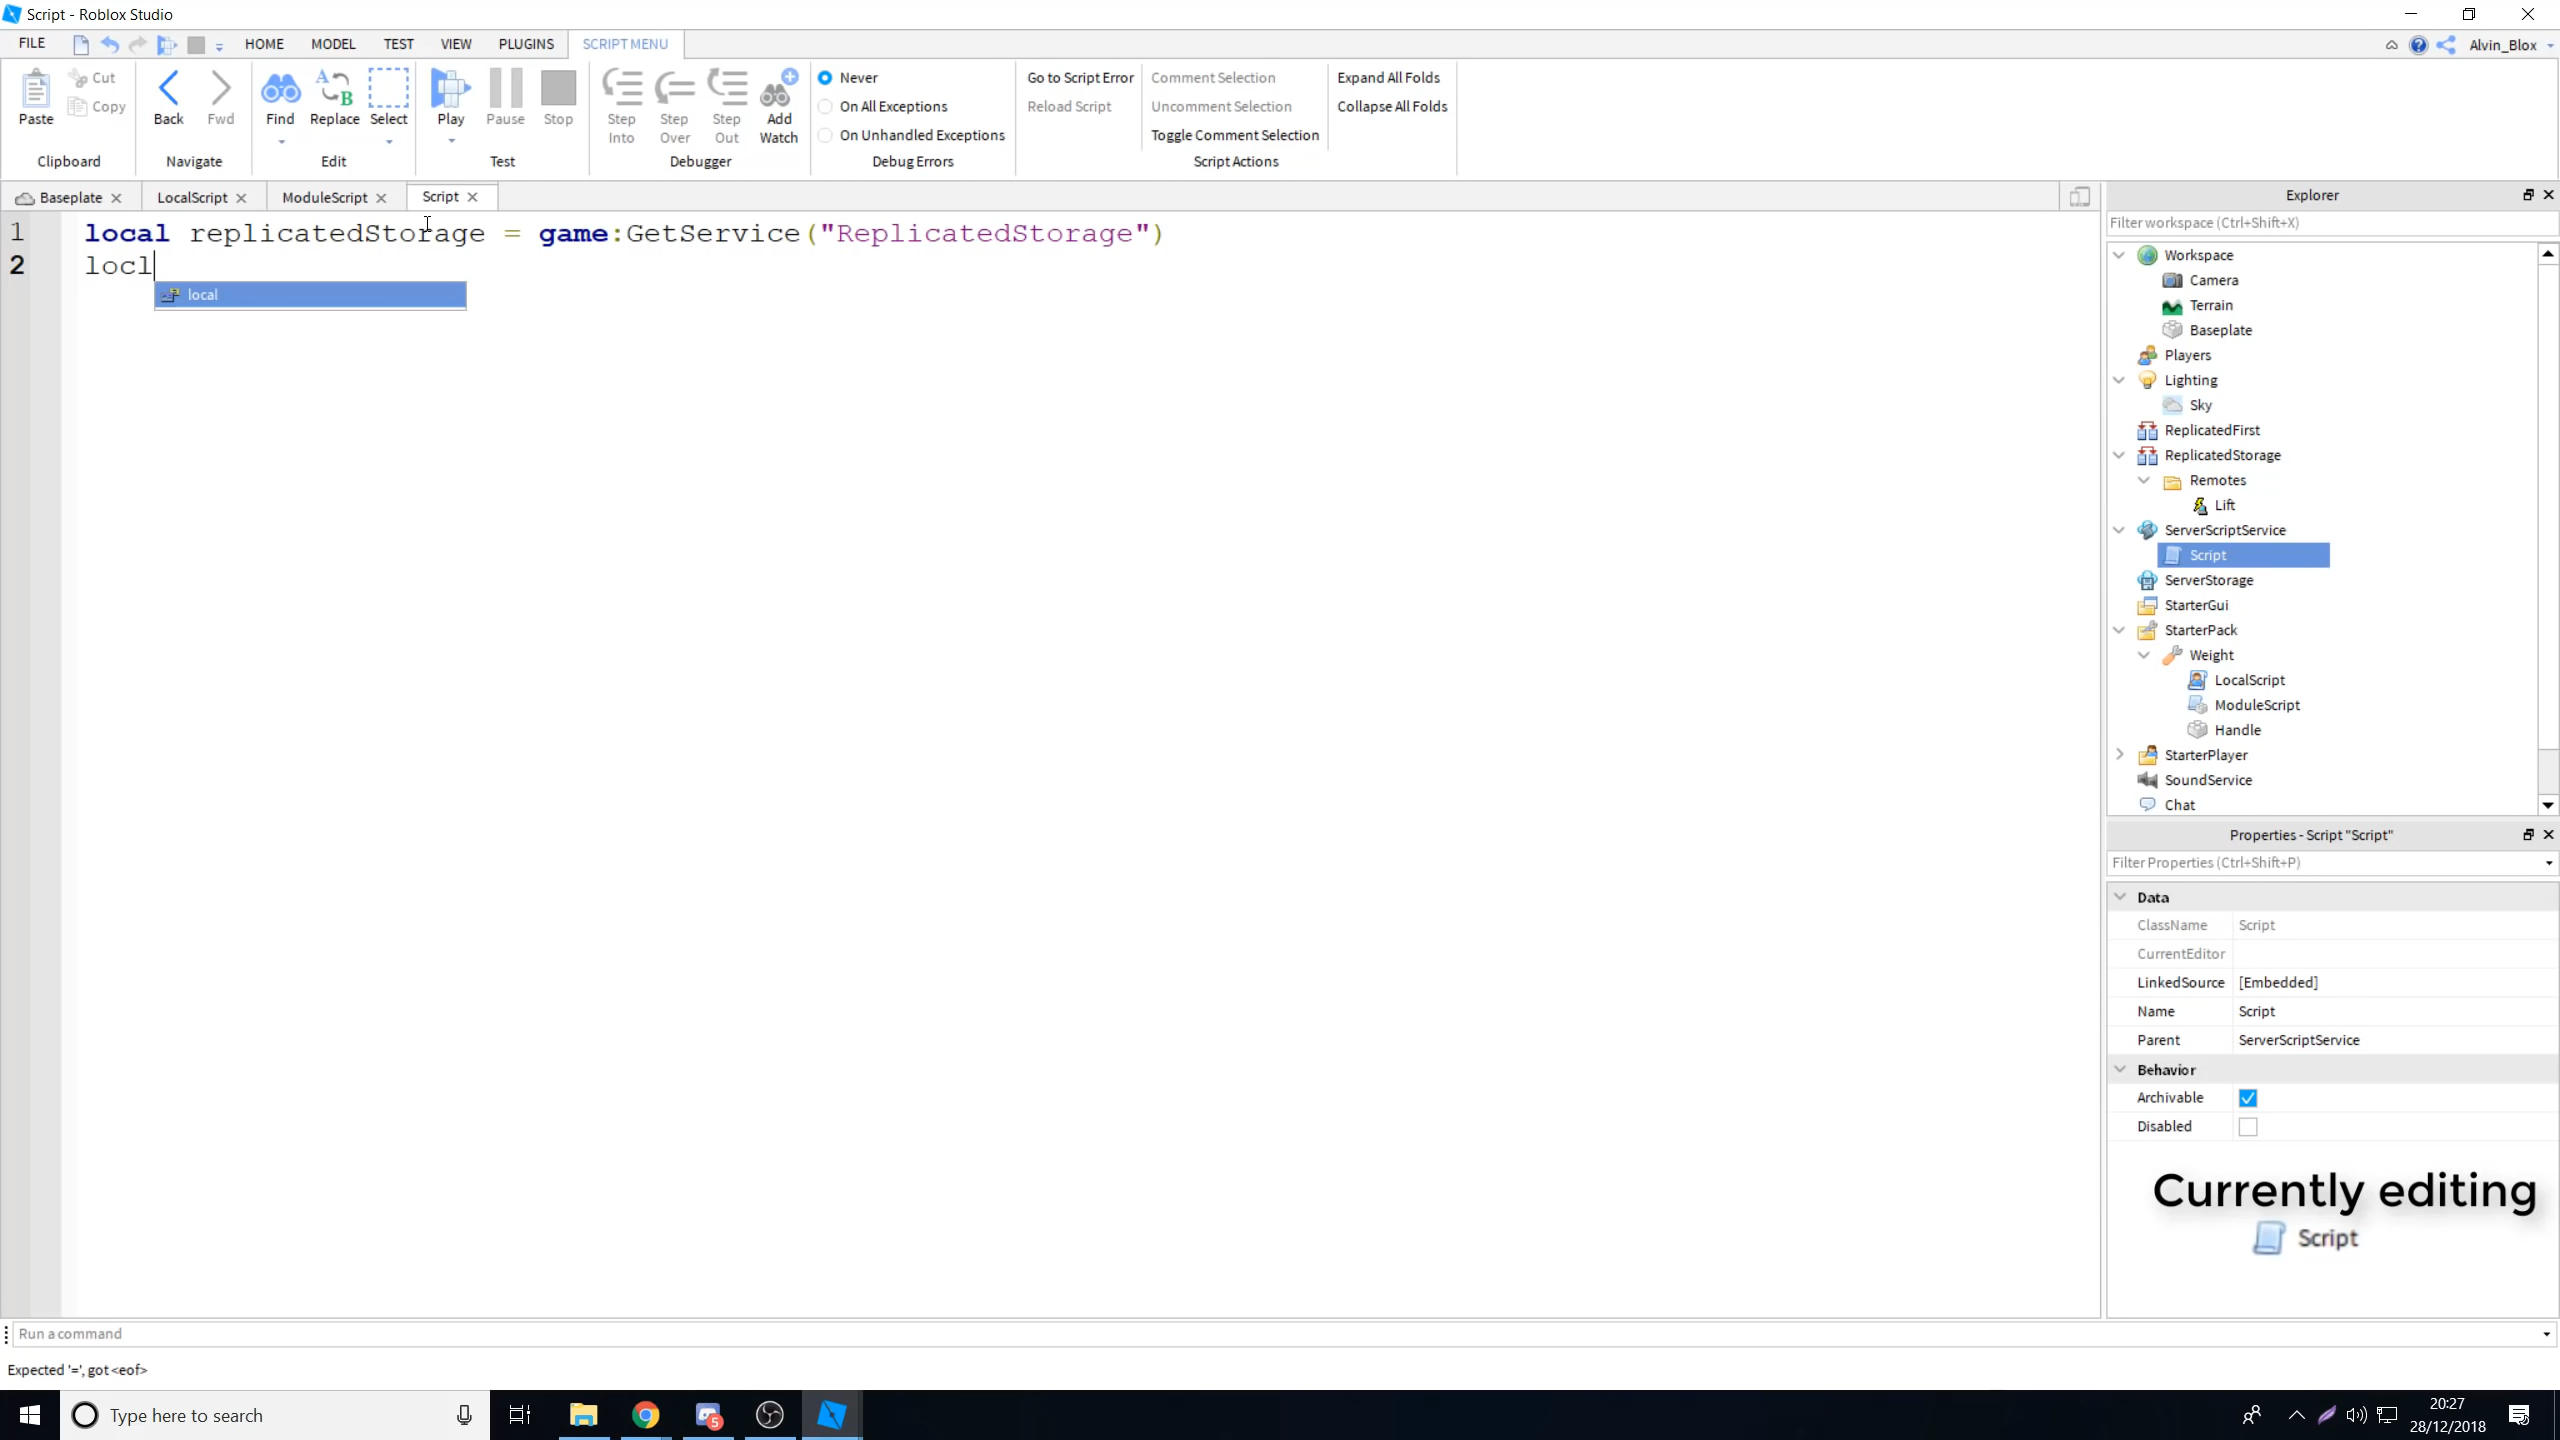 Script - Roblox Studio
FILE HOME MODEL TEST VIEW PLUGINS SCRIPT MENU Alvin_Blox
Paste Cut Copy Back Fwd Find Replace Select Play Pause Stop Step Into Step Over Step Out Add Watch
Never
On All Exceptions
On Unhandled Exceptions
Go to Script Error
Reload Script
Comment Selection
Uncomment Selection
Toggle Comment Selection
Expand All Folds
Collapse All Folds
Clipboard Navigate Edit Test Debugger Debug Errors Script Actions
Baseplate LocalScript ModuleScript Script
1 local replicatedStorage = game:GetService("ReplicatedStorage")
2 locl
local
Explorer
Filter workspace (Ctrl+Shift+X)
Workspace
Camera
Terrain
Baseplate
Players
Lighting
Sky
ReplicatedFirst
ReplicatedStorage
Remotes
Lift
ServerScriptService
Script
ServerStorage
StarterGui
StarterPack
Weight
LocalScript
ModuleScript
Handle
StarterPlayer
SoundService
Chat
Properties - Script "Script"
Filter Properties (Ctrl+Shift+P)
Data
ClassName Script
CurrentEditor
LinkedSource [Embedded]
Name Script
Parent ServerScriptService
Behavior
Archivable
Disabled
Currently editing
Script
Run a command
Expected '=', got <eof>
Type here to search
5
20:27
28/12/2018